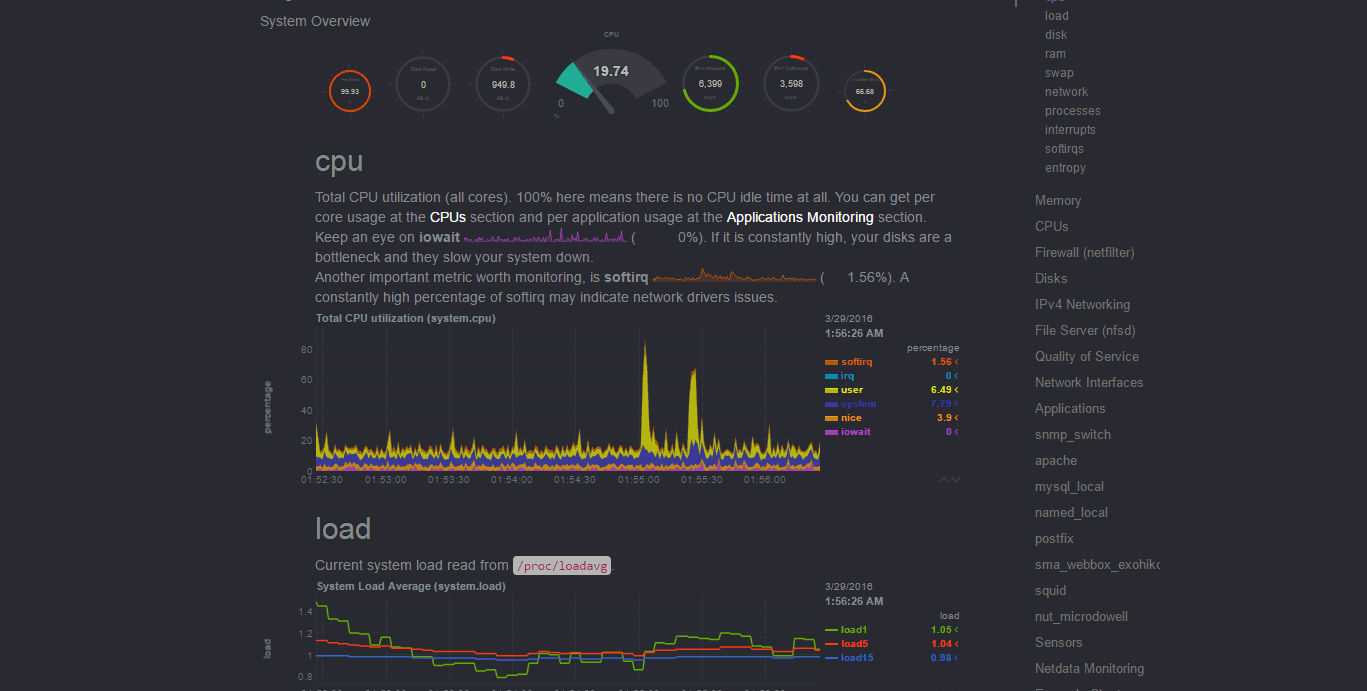 System Overview
CPU
99.93
Disk Read
0
Disk Write
949.8
19.74
0
100
%
IPv4 Inbound
6,399
IPv4 Outbound
3,598
66.68
cpu
Total CPU utilization (all cores). 100% here means there is no CPU idle time at all. You can get per
core usage at the CPUs section and per application usage at the Applications Monitoring section.
Keep an eye on iowait ( 0%). If it is constantly high, your disks are a
bottleneck and they slow your system down.
Another important metric worth monitoring, is softirq ( 1.56%). A
constantly high percentage of softirq may indicate network drivers issues.
Total CPU utilization (system.cpu)
3/29/2016
1:56:26 AM
percentage
softirq 1.56
irq 0
user 6.49
system 7.79
nice 3.9
iowait 0
percentage
80
60
40
20
0
01:52:30 01:53:00 01:53:30 01:54:00 01:54:30 01:55:00 01:55:30 01:56:00
load
Current system load read from /proc/loadavg.
System Load Average (system.load)
3/29/2016
1:56:26 AM
load
load1 1.05
load5 1.04
load15 0.98
load
1.4
1.2
1
0.8
load
disk
ram
swap
network
processes
interrupts
softirqs
entropy
Memory
CPUs
Firewall (netfilter)
Disks
IPv4 Networking
File Server (nfsd)
Quality of Service
Network Interfaces
Applications
snmp_switch
apache
mysql_local
named_local
postfix
sma_webbox_exohik
squid
nut_microdowell
Sensors
Netdata Monitoring